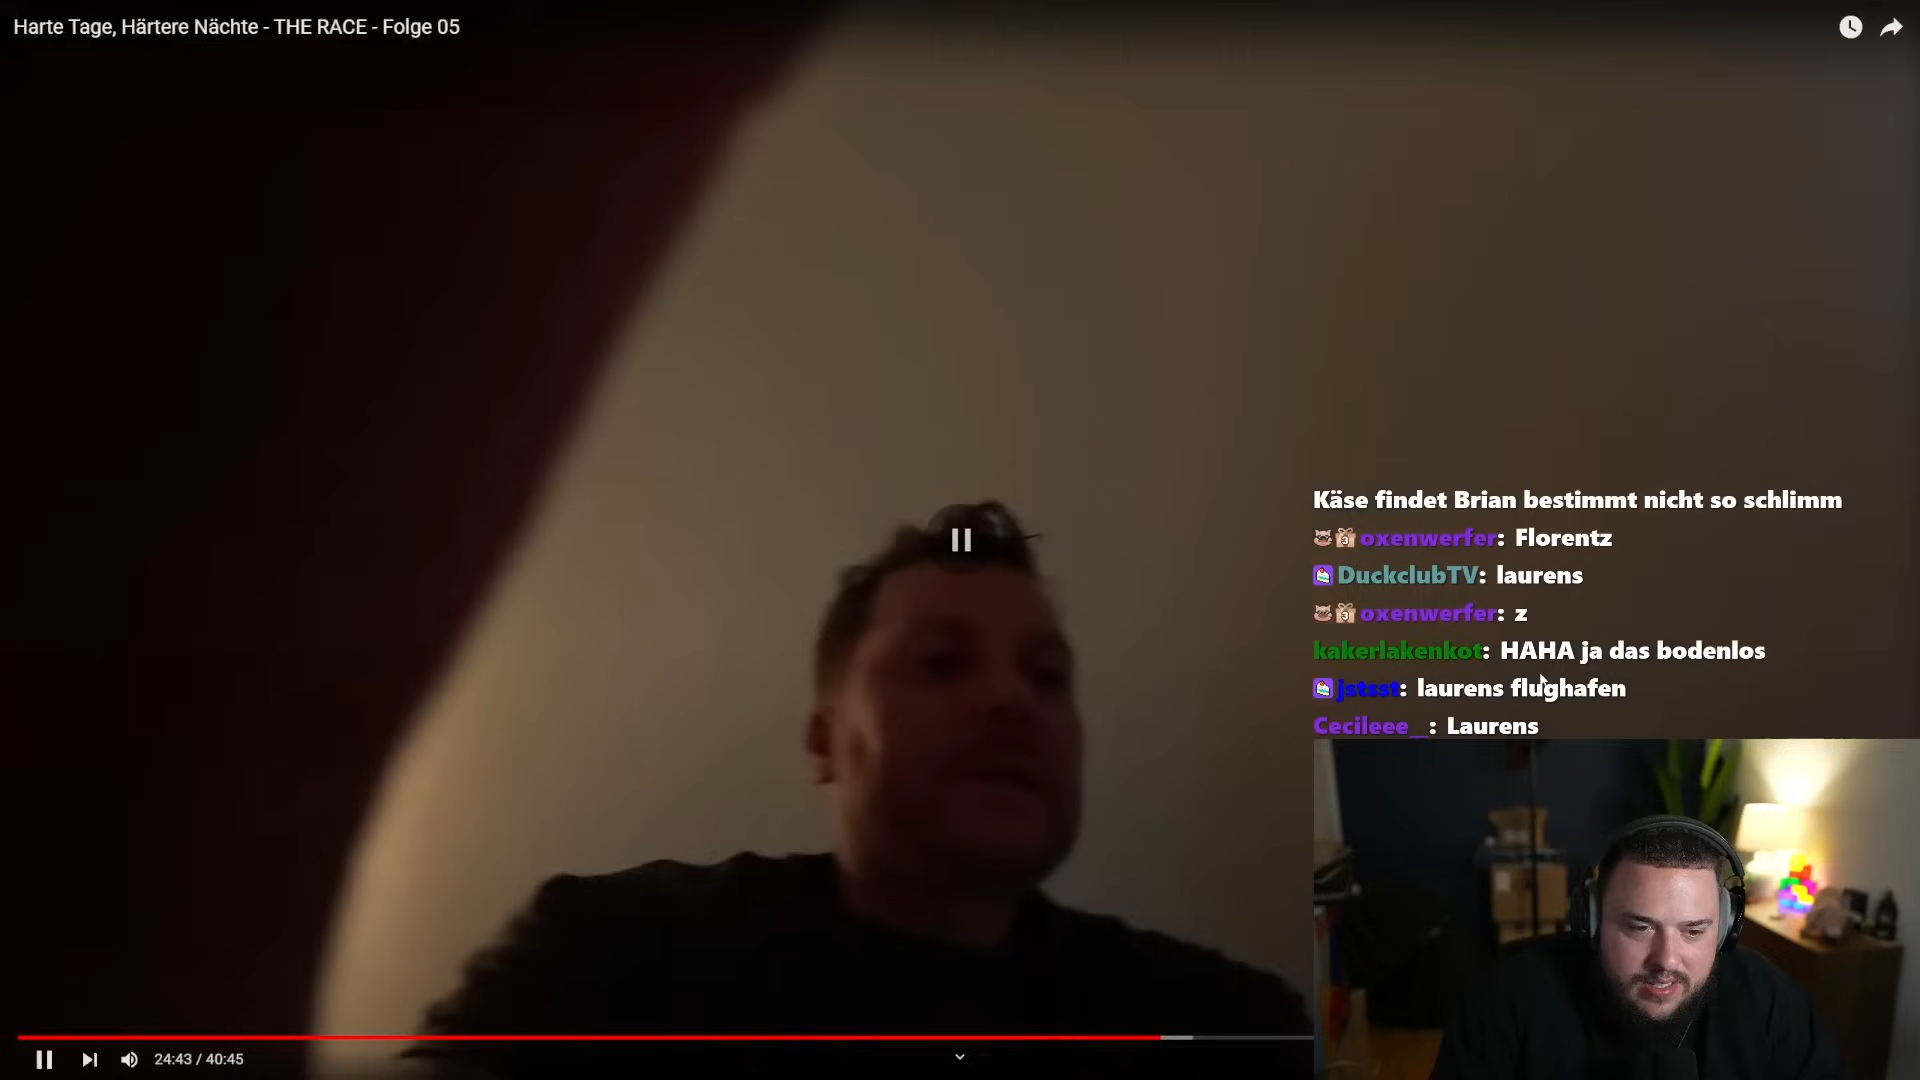 Harte Tage, Härtere Nächte - THE RACE - Folge 05
Käse findet Brian bestimmt nicht so schlimm
oxenwerfer: Florentz
DuckclubTV: laurens
oxenwerfer: z
kakerlakenkot: HAHA ja das bodenlos
jstsst: laurens flughafen
Cecileee_: Laurens
24:43 / 40:45